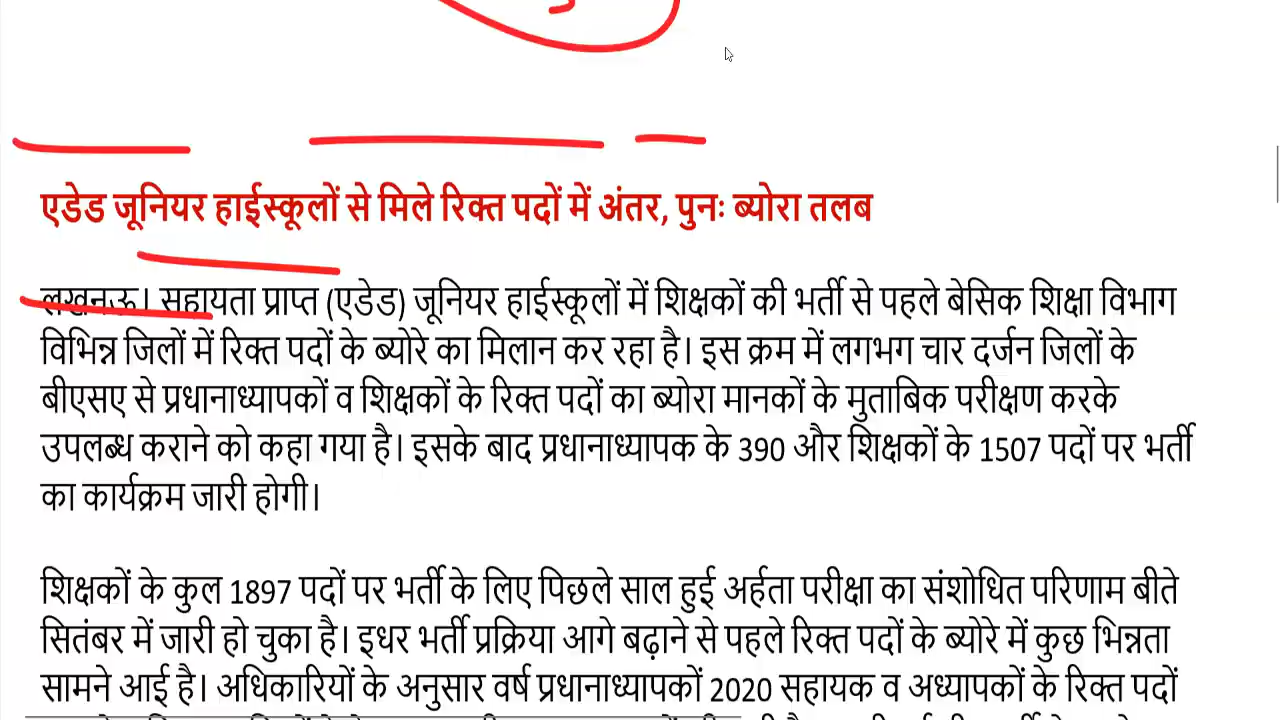 एडेड जूनियर हाईस्कूलों से मिले रिक्त पदों में अंतर, पुनः ब्योरा तलब
लखनऊ। सहायता प्राप्त (एडेड) जूनियर हाईस्कूलों में शिक्षकों की भर्ती से पहले बेसिक शिक्षा विभाग
विभिन्न जिलों में रिक्त पदों के ब्योरे का मिलान कर रहा है। इस क्रम में लगभग चार दर्जन जिलों के
बीएसए से प्रधानाध्यापकों व शिक्षकों के रिक्त पदों का ब्योरा मानकों के मुताबिक परीक्षण करके
उपलब्ध कराने को कहा गया है। इसके बाद प्रधानाध्यापक के 390 और शिक्षकों के 1507 पदों पर भर्ती
का कार्यक्रम जारी होगी।
शिक्षकों के कुल 1897 पदों पर भर्ती के लिए पिछले साल हुई अर्हता परीक्षा का संशोधित परिणाम बीते
सितंबर में जारी हो चुका है। इधर भर्ती प्रक्रिया आगे बढ़ाने से पहले रिक्त पदों के ब्योरे में कुछ भिन्नता
सामने आई है। अधिकारियों के अनुसार वर्ष प्रधानाध्यापकों 2020 सहायक व अध्यापकों के रिक्त पदों